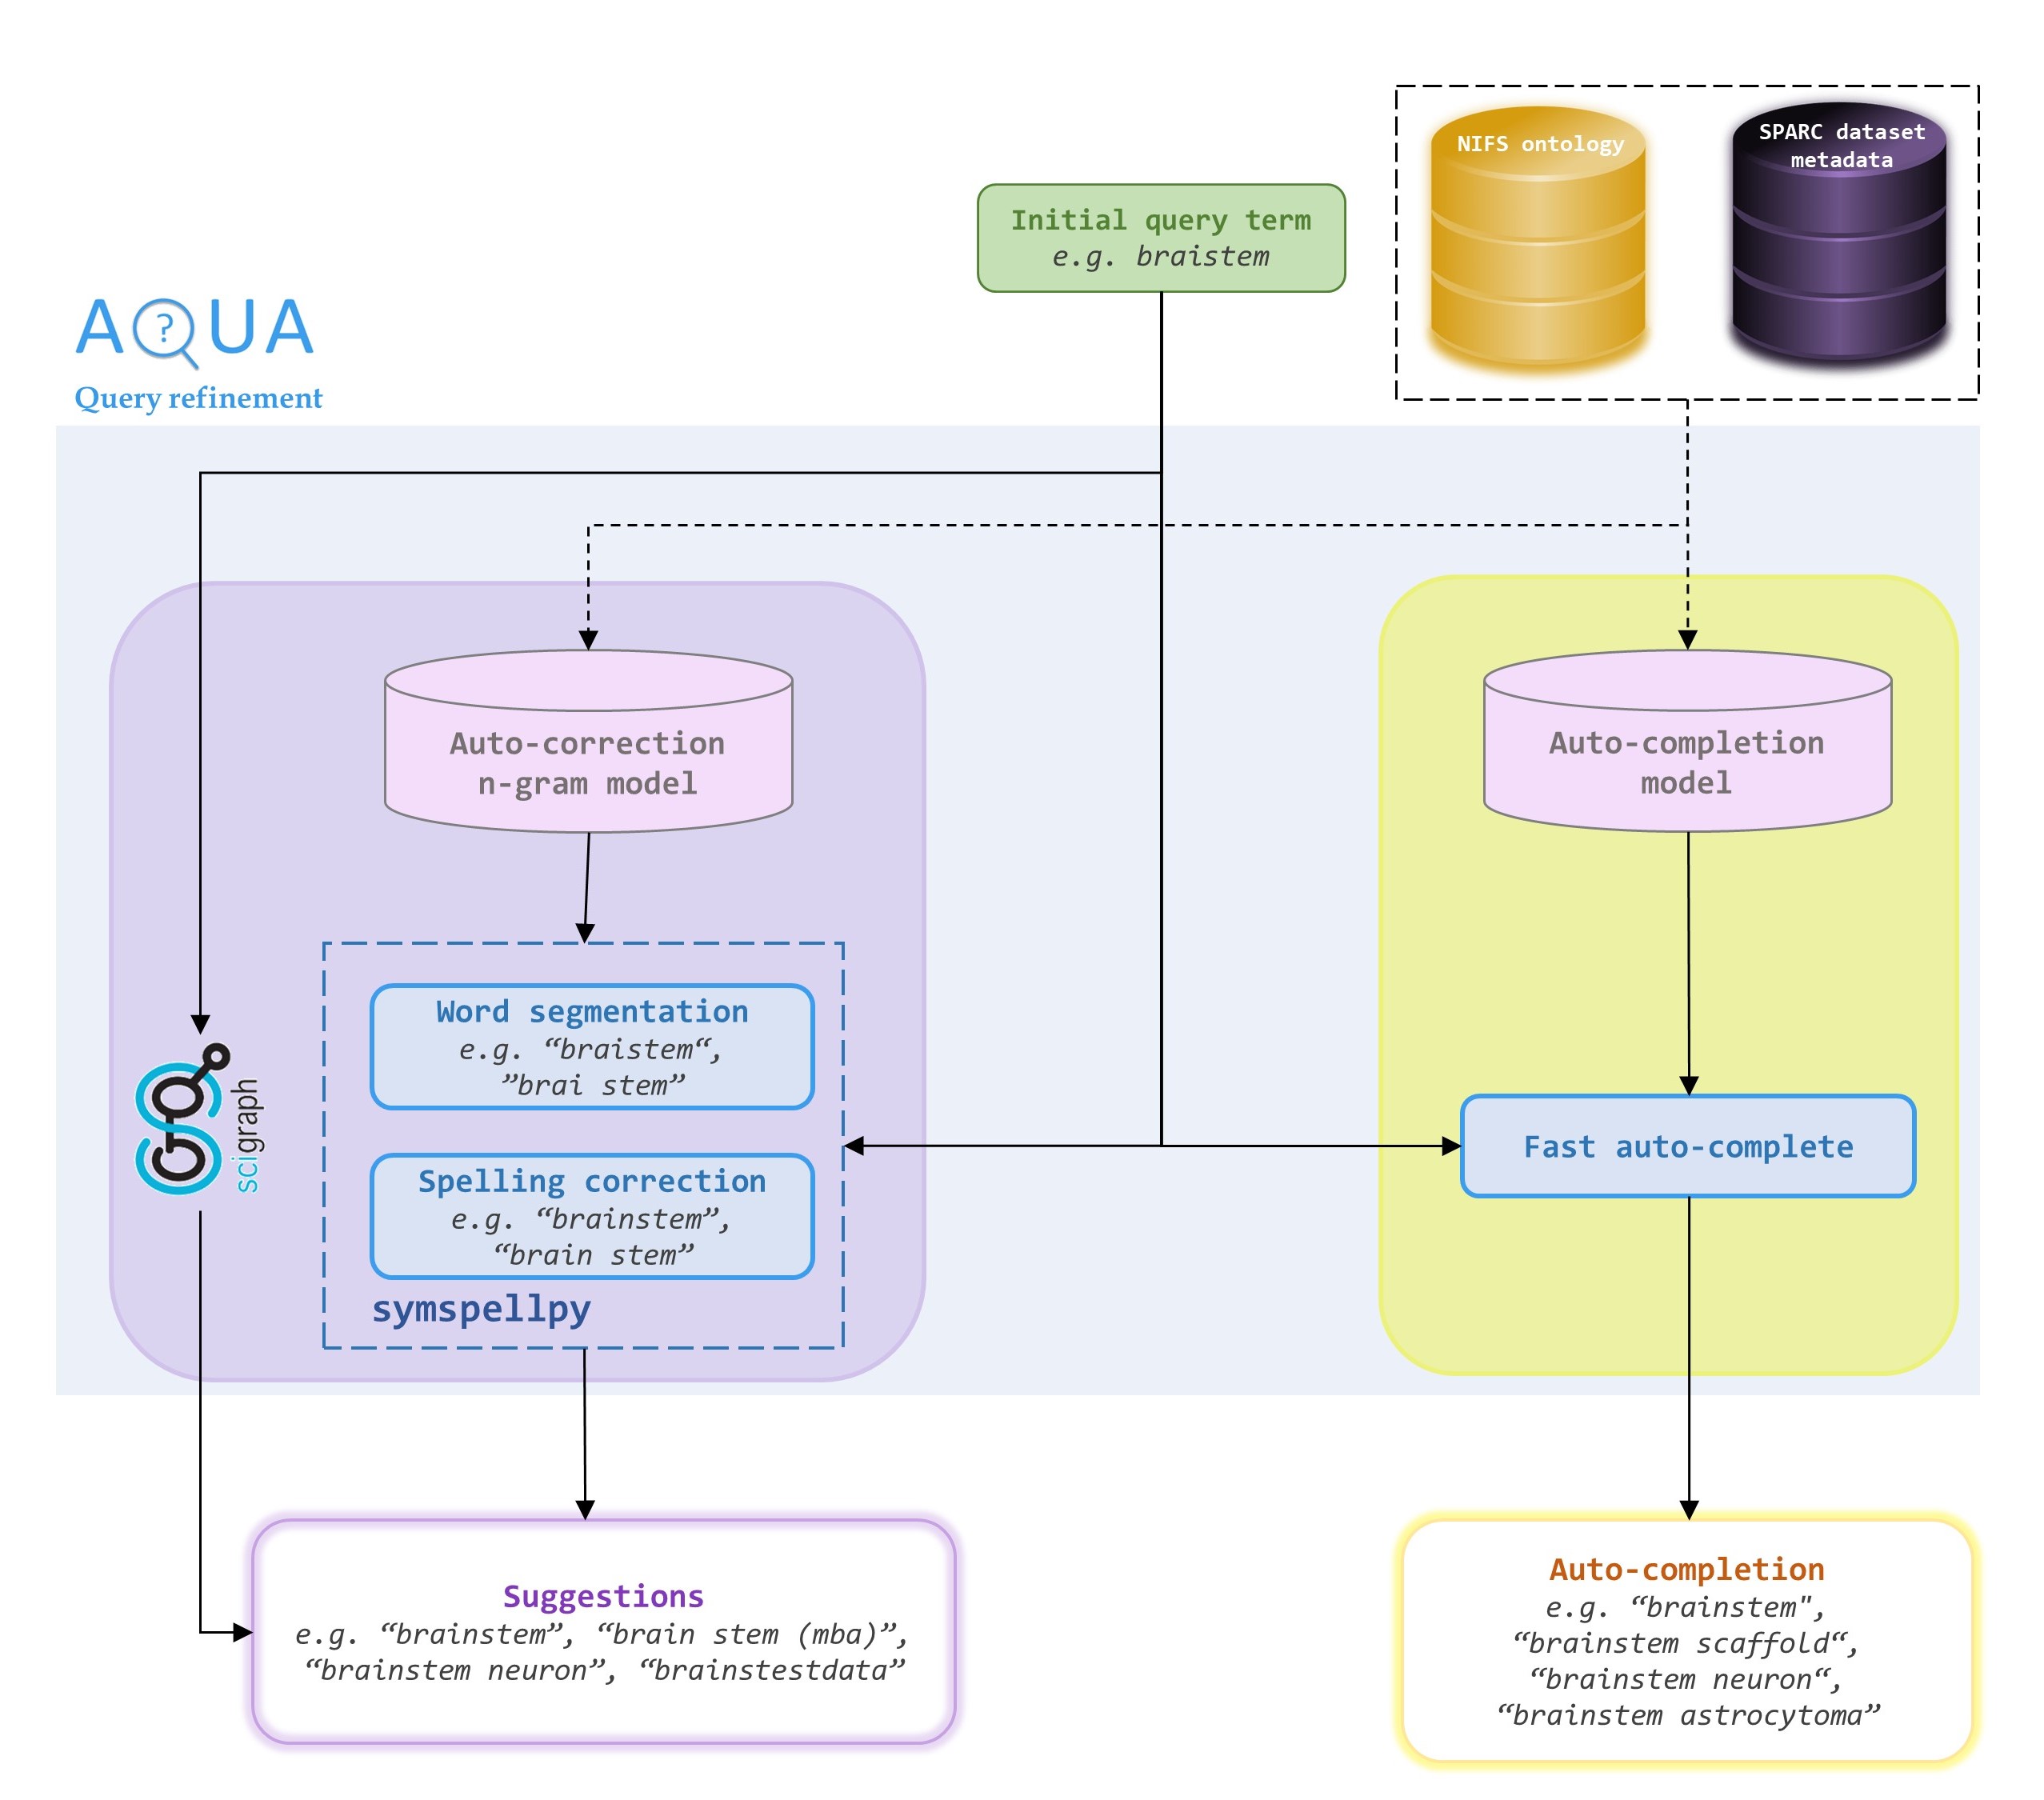 NIFS ontology
SPARC dataset
metadata
Initial query term
e.g. braistem
AQUA
?
Query refinement
Auto-correction
n-gram model
Auto-completion
model
Word segmentation
e.g. “braistem“,
”brai stem”
scigraph
Fast auto-complete
Spelling correction
e.g. “brainstem”,
“brain stem”
symspellpy
Suggestions
e.g. “brainstem”, “brain stem (mba)”,
“brainstem neuron”, “brainstestdata”
Auto-completion
e.g. “brainstem",
“brainstem scaffold“,
“brainstem neuron“,
“brainstem astrocytoma”